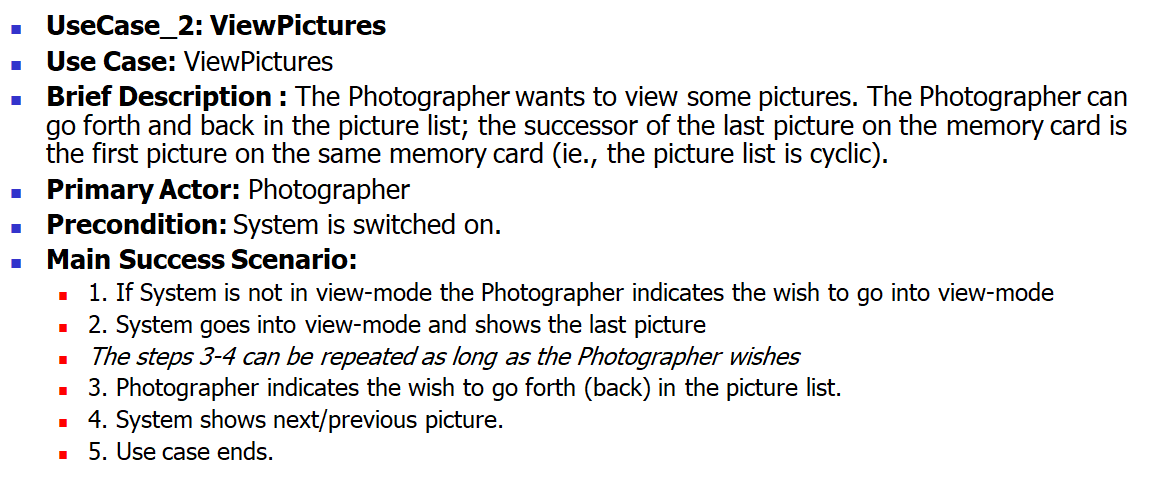 UseCase_2: ViewPictures
Use Case: ViewPictures
Brief Description : The Photographer wants to view some pictures. The Photographer can
go forth and back in the picture list; the successor of the last picture on the memory card is
the first picture on the same memory card (ie., the picture list is cyclic).
Primary Actor: Photographer
Precondition: System is switched on.
Main Success Scenario:
1. If System is not in view-mode the Photographer indicates the wish to go into view-mode
2. System goes into view-mode and shows the last picture
The steps 3-4 can be repeated as long as the Photographer wishes
3. Photographer indicates the wish to go forth (back) in the picture list.
4. System shows next/previous picture.
5. Use case ends.